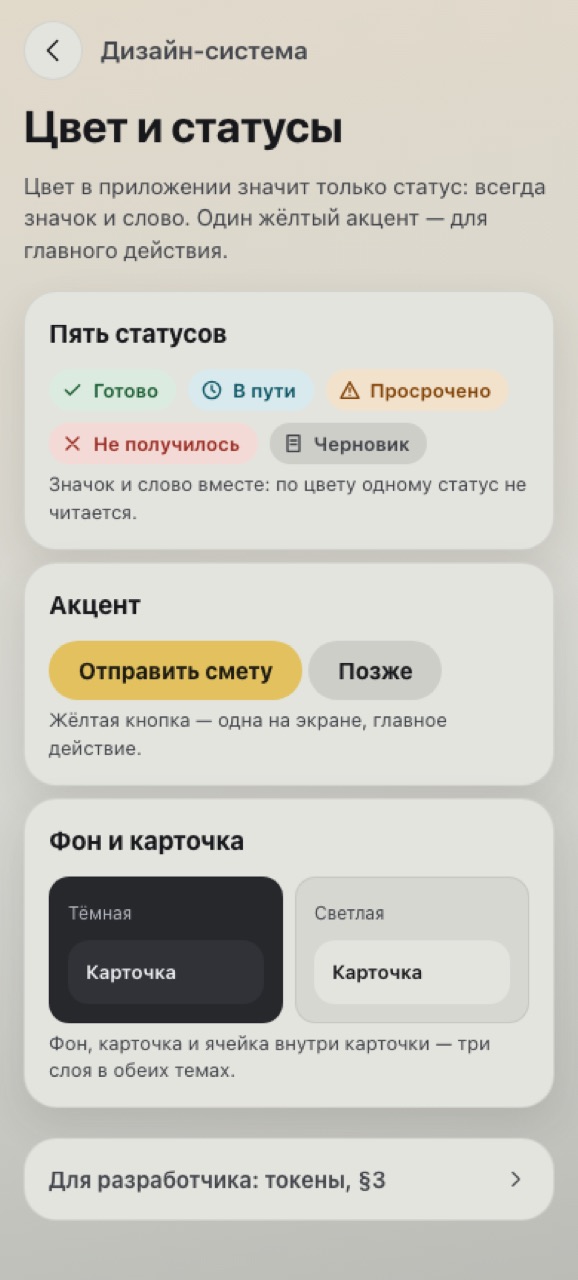 Дизайн-система
Цвет и статусы
Цвет в приложении значит только статус: всегда
значок и слово. Один жёлтый акцент — для
главного действия.
Пять статусов
Готово
В пути
Просрочено
Не получилось
Черновик
Значок и слово вместе: по цвету одному статус не
читается.
Акцент
Отправить смету
Позже
Жёлтая кнопка — одна на экране, главное
действие.
Фон и карточка
Тёмная
Светлая
Карточка
Карточка
Фон, карточка и ячейка внутри карточки — три
слоя в обеих темах.
Для разработчика: токены, §3